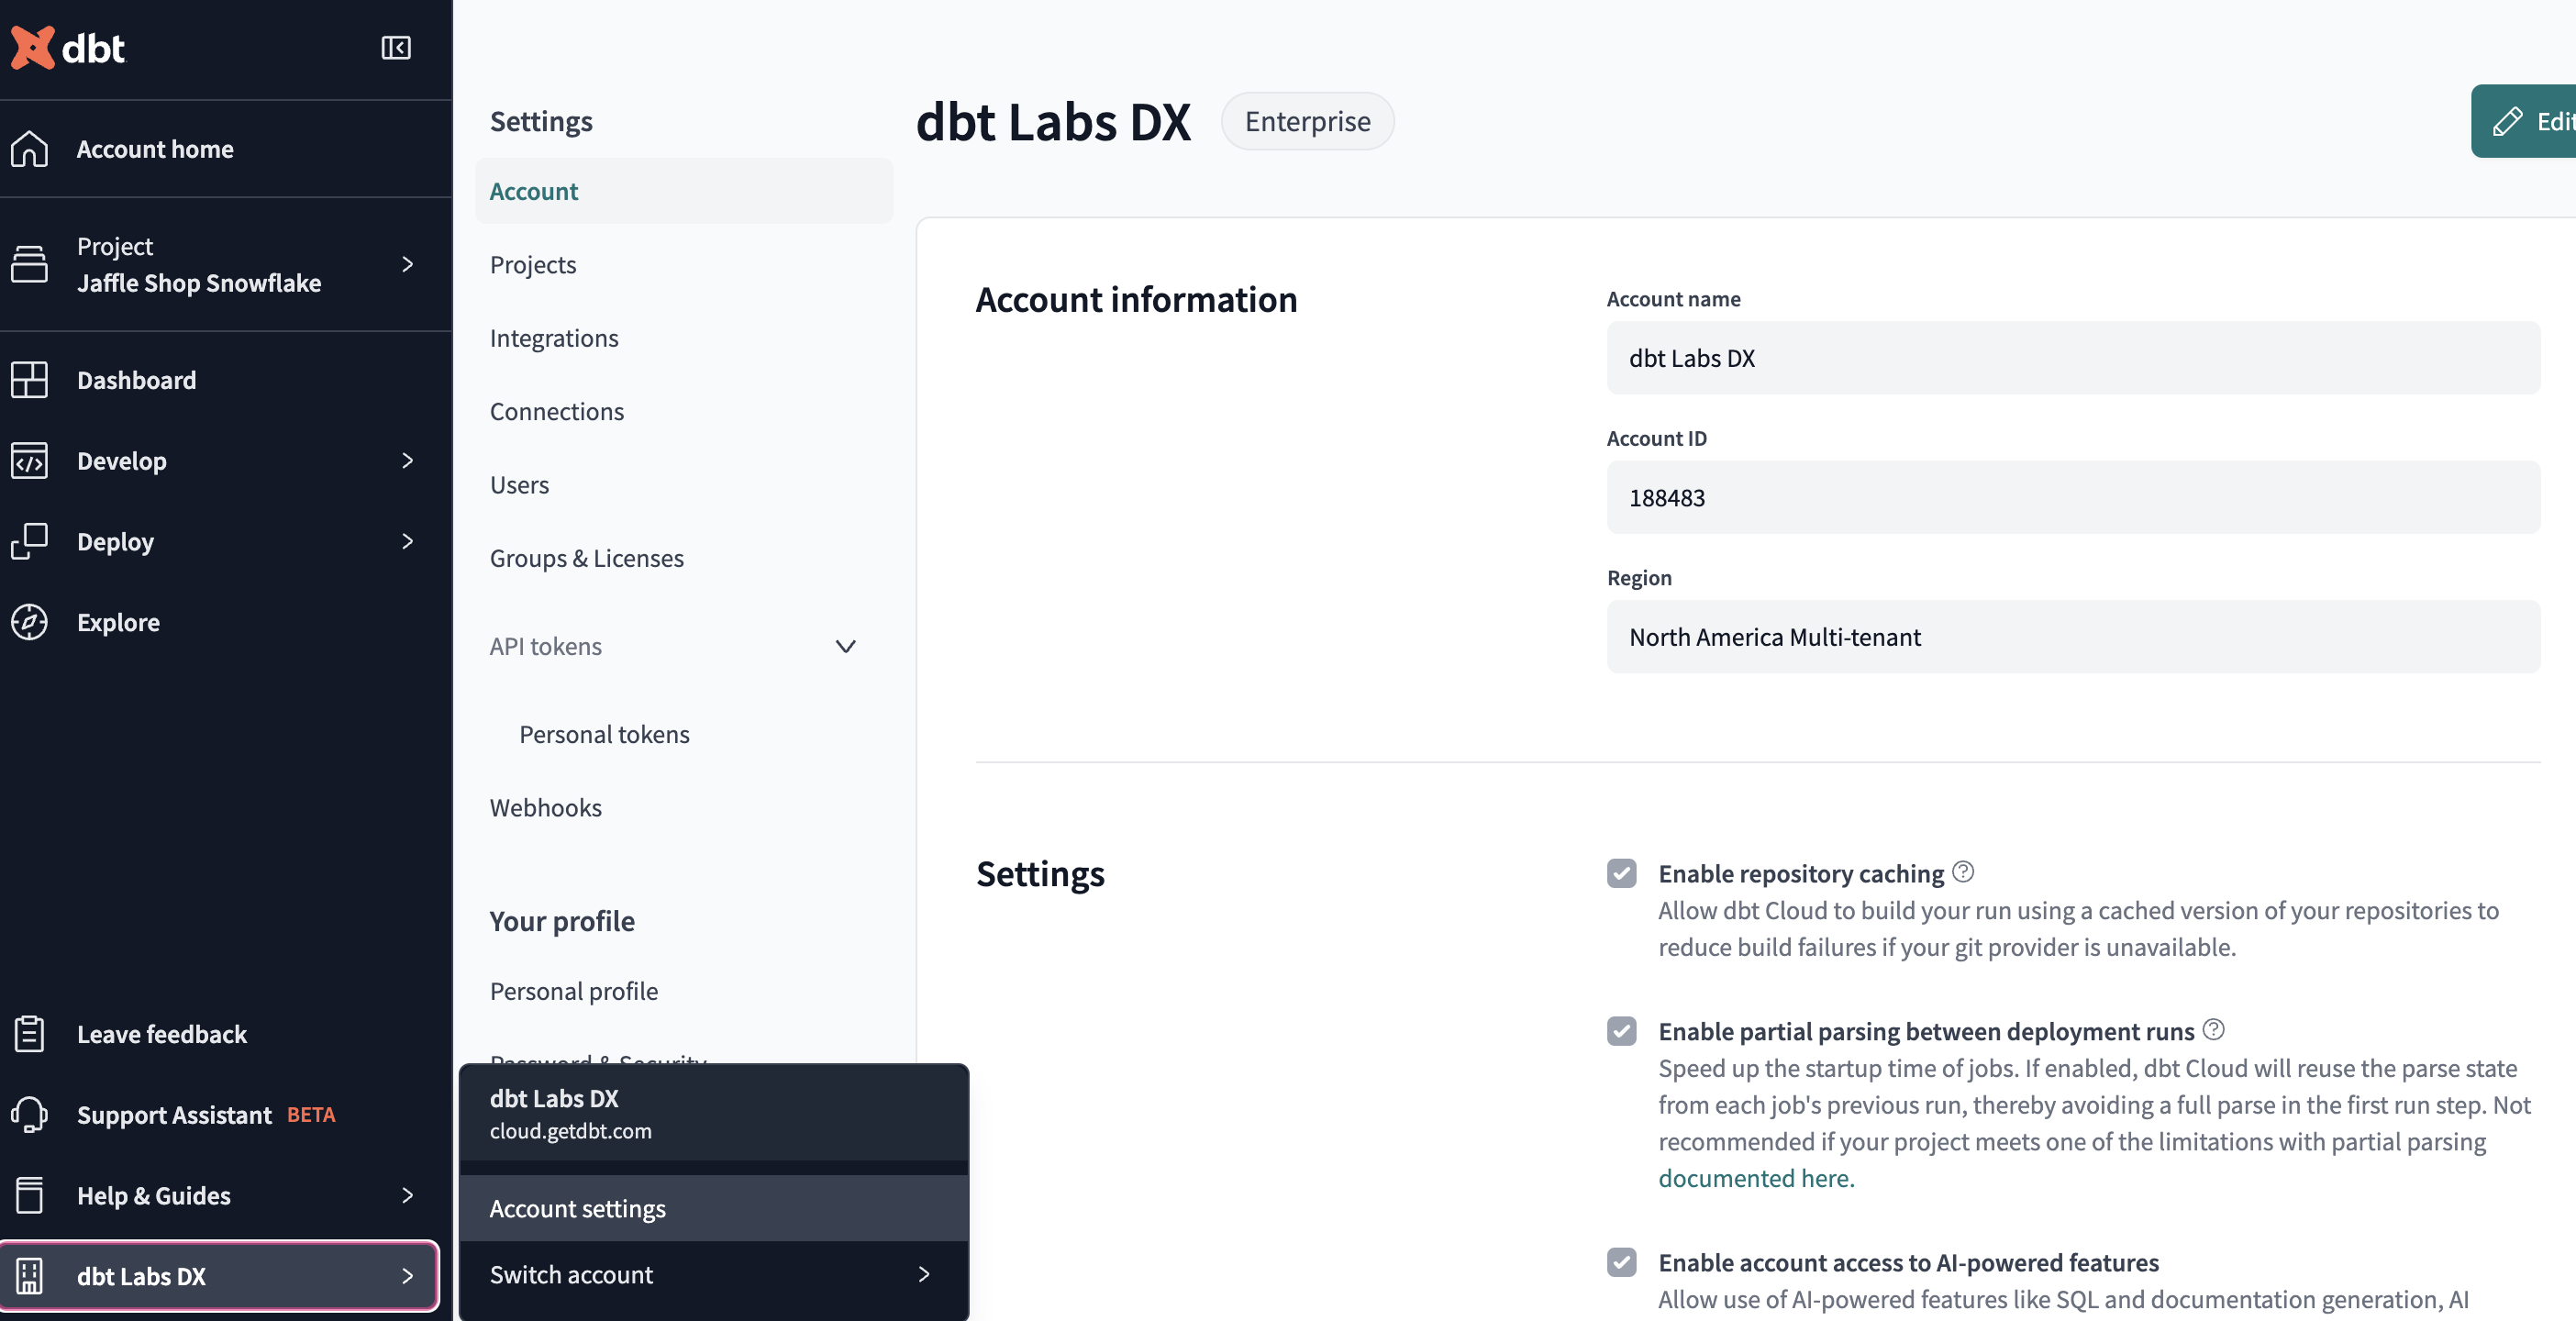 dbt
Account home
Project
Jaffle Shop Snowflake
Dashboard
Develop
Deploy
Explore
Leave feedback
Support Assistant BETA
Help & Guides
dbt Labs DX
Settings
Account
Projects
Integrations
Connections
Users
Groups & Licenses
API tokens
Personal tokens
Webhooks
Your profile
Personal profile
Password & Security
dbt Labs DX
cloud.getdbt.com
Account settings
Switch account
dbt Labs DX
Enterprise
Edit
Account information
Account name
dbt Labs DX
Account ID
188483
Region
North America Multi-tenant
Settings
Enable repository caching
Allow dbt Cloud to build your run using a cached version of your repositories to
reduce build failures if your git provider is unavailable.
Enable partial parsing between deployment runs
Speed up the startup time of jobs. If enabled, dbt Cloud will reuse the parse state
from each job's previous run, thereby avoiding a full parse in the first run step. Not
recommended if your project meets one of the limitations with partial parsing
documented here.
Enable account access to AI-powered features
Allow use of AI-powered features like SQL and documentation generation, AI